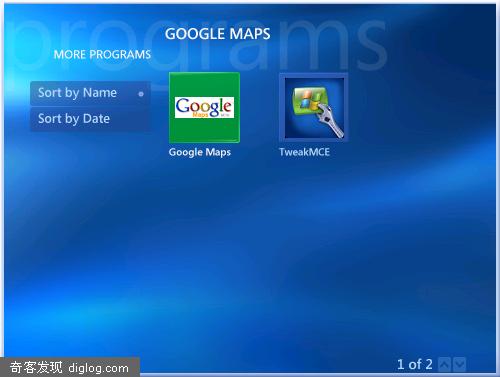 programs
GOOGLE MAPS
MORE PROGRAMS
Sort by Name
Sort by Date
Google
Maps
Google Maps
TweakMCE
1 of 2
奇客发现 diglog.com